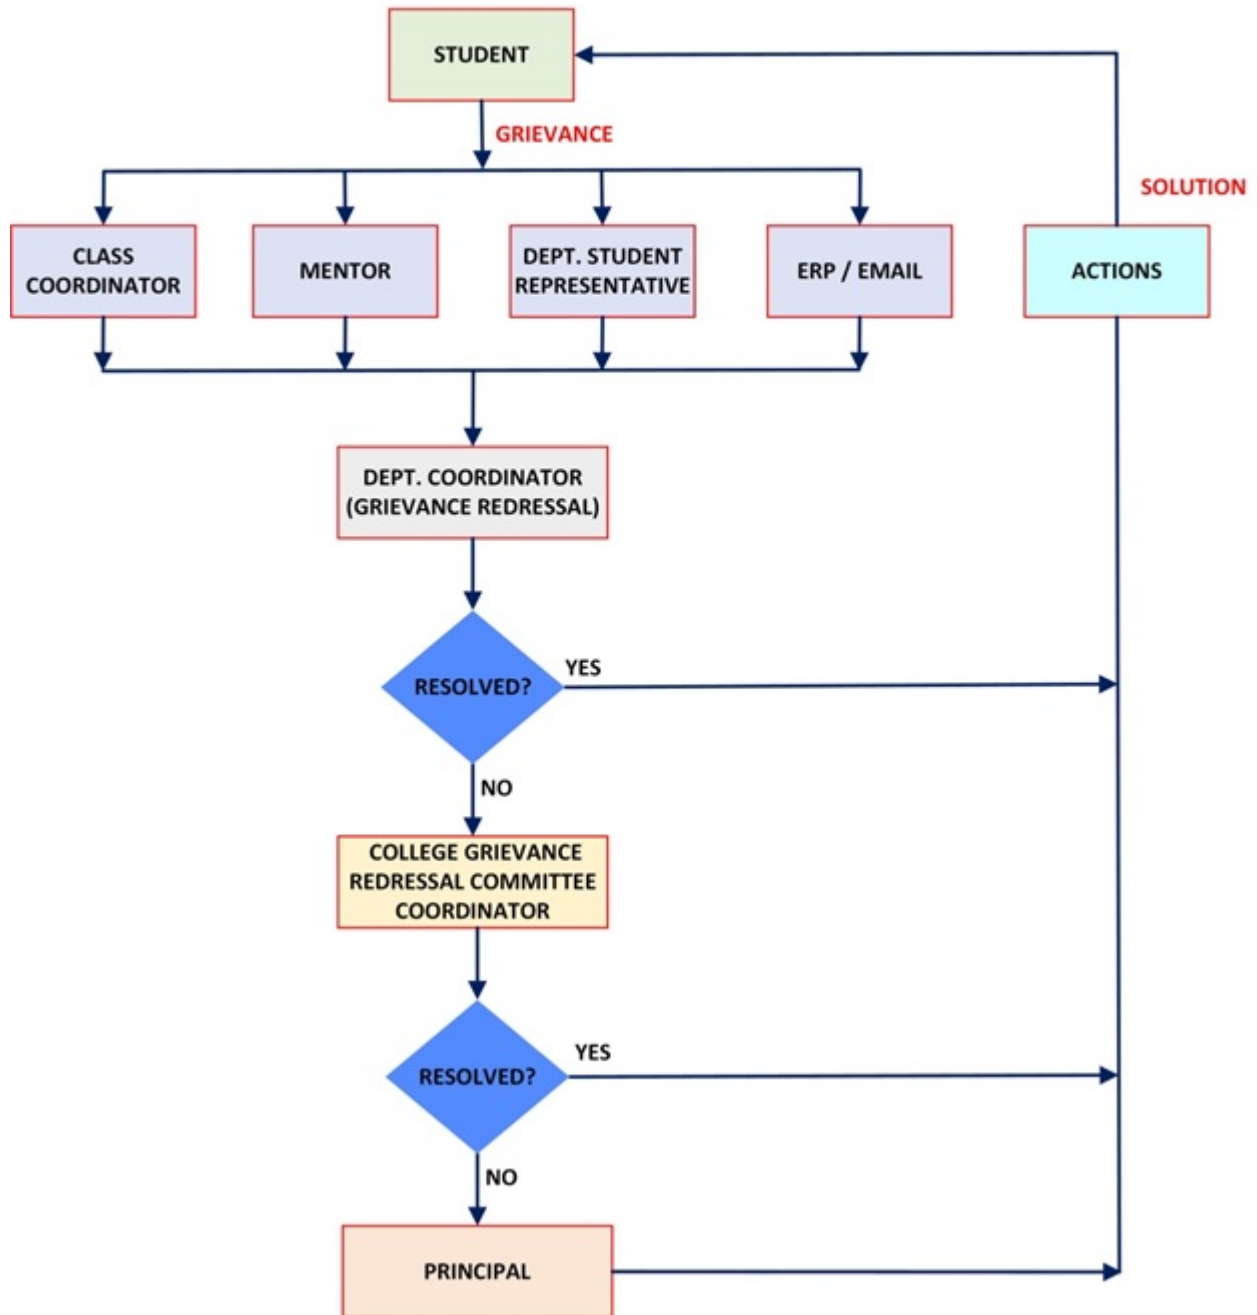 STUDENT
GRIEVANCE
SOLUTION
CLASS
COORDINATOR
MENTOR
DEPT. STUDENT
REPRESENTATIVE
ERP / EMAIL
ACTIONS
DEPT. COORDINATOR
(GRIEVANCE REDRESSAL)
RESOLVED?
YES
NO
COLLEGE GRIEVANCE
REDRESSAL COMMITTEE
COORDINATOR
RESOLVED?
YES
NO
PRINCIPAL